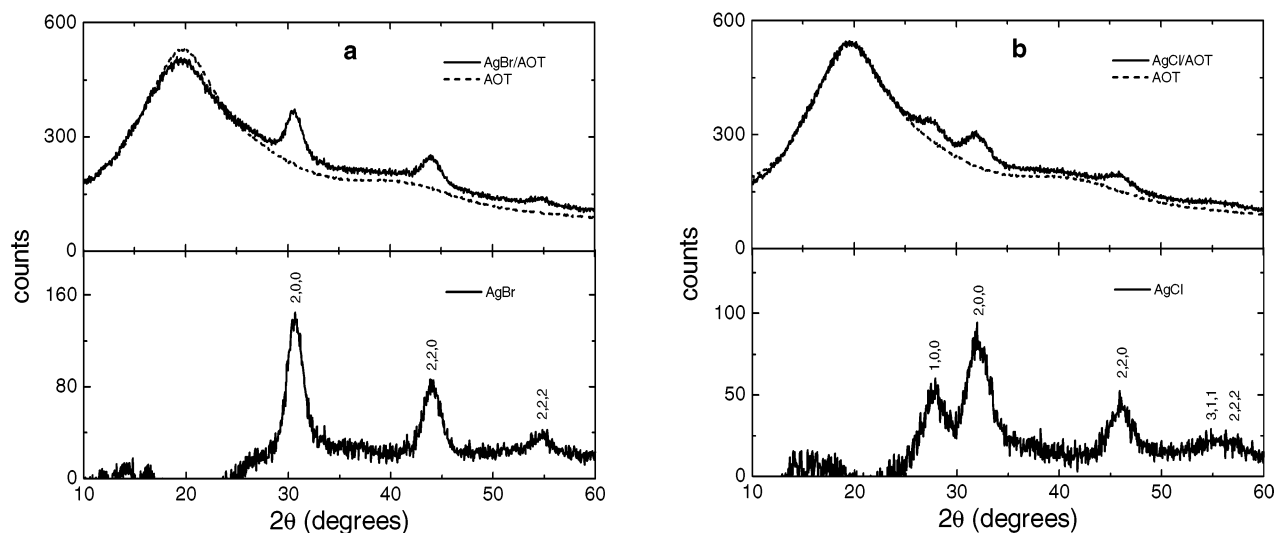 600
300
0
a
AgBr/AOT
AOT
160
80
0
AgBr
2,0,0
2,2,0
2,2,2
10 20 30 40 50 60
2θ (degrees)
counts
600
300
0
b
AgCl/AOT
AOT
100
50
0
AgCl
1,0,0
2,0,0
2,2,0
3,1,1
2,2,2
10 20 30 40 50 60
2θ (degrees)
counts